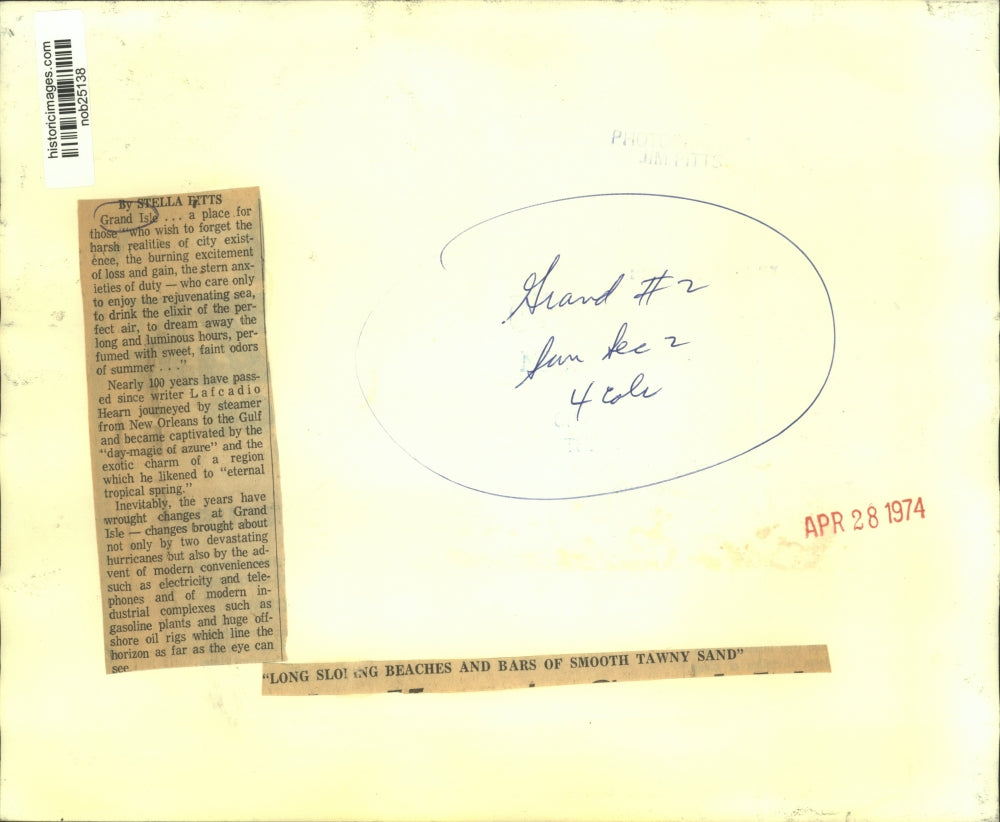 historicimages.com
nob25138
PHOTO
JIM PITTS
By STELLA PITTS
Grand Isle . . . a place for
those who wish to forget the
harsh realities of city exist-
ence, the burning excitement
of loss and gain, the stern anx-
ieties of duty — who care only
to enjoy the rejuvenating sea,
to drink the elixir of the per-
fect air, to dream away the
long and luminous hours, per-
fumed with sweet, faint odors
of summer . . ."
Nearly 100 years have pass-
ed since writer Lafcadio
Hearn journeyed by steamer
from New Orleans to the Gulf
and became captivated by the
"day-magic of azure" and the
exotic charm of a region
which he likened to "eternal
tropical spring."
Inevitably, the years have
wrought changes at Grand
Isle — changes brought about
not only by two devastating
hurricanes but also by the ad-
vent of modern conveniences
such as electricity and tele-
phones and of modern in-
dustrial complexes such as
gasoline plants and huge off-
shore oil rigs which line the
horizon as far as the eye can
see
Grand #2
Sun Sec 2
4 cols
APR 28 1974
"LONG SLOPING BEACHES AND BARS OF SMOOTH TAWNY SAND"